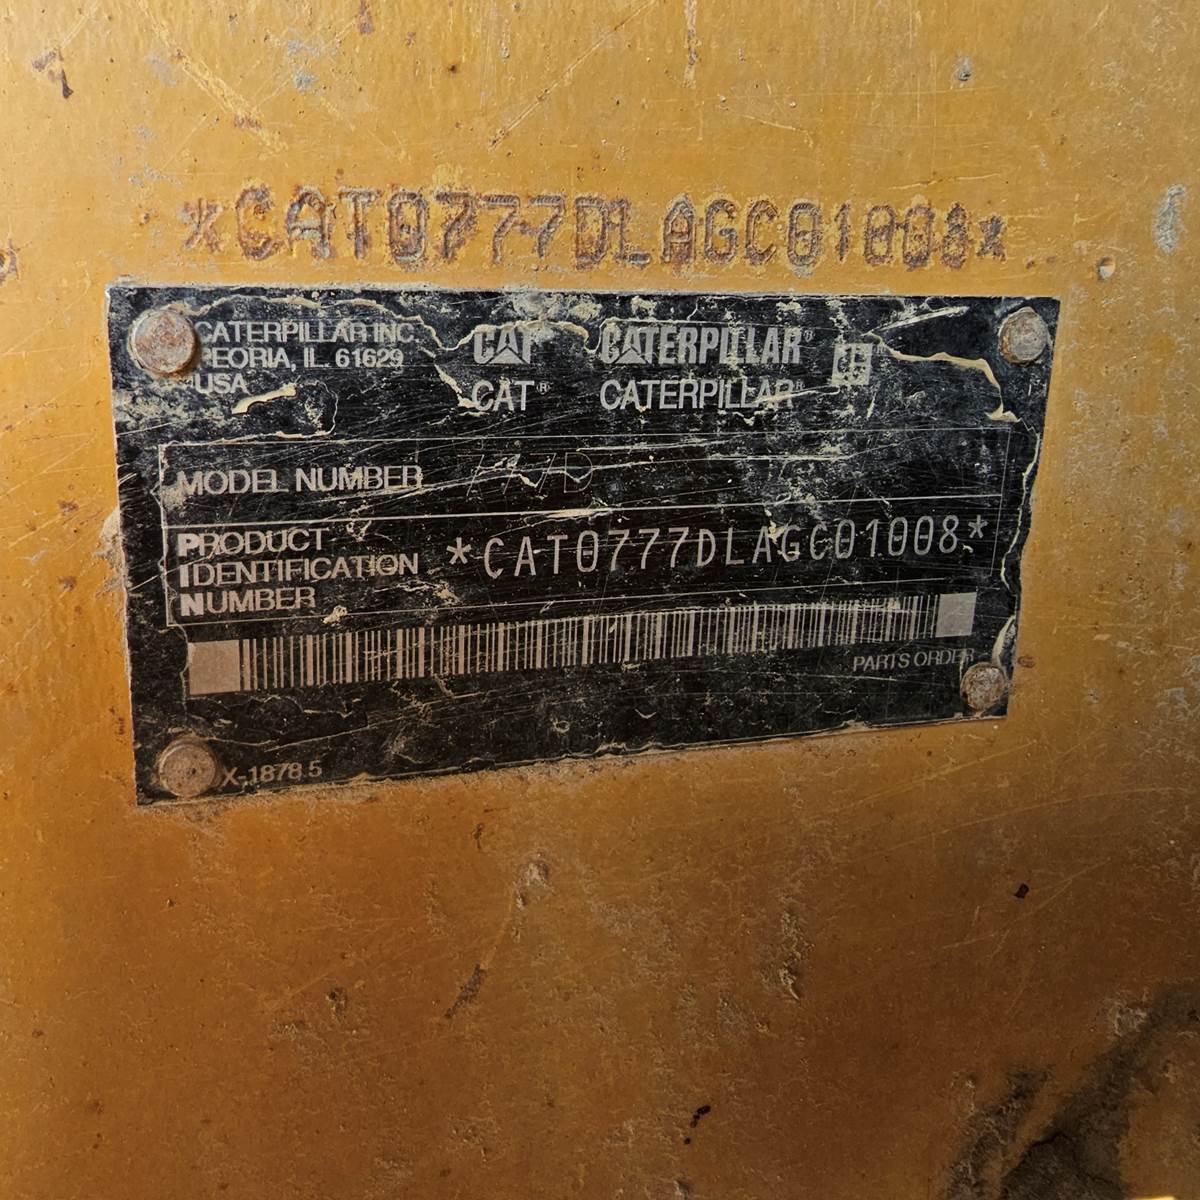 *CAT0777DLAGC01008*
CATERPILLAR INC.
PEORIA, IL. 61629
USA
CAT CATERPILLAR®
CAT® CATERPILLAR®
MODEL NUMBER 777D
PRODUCT
IDENTIFICATION
NUMBER
*CAT0777DLAGC01008*
PARTS ORDER
X-1878 5